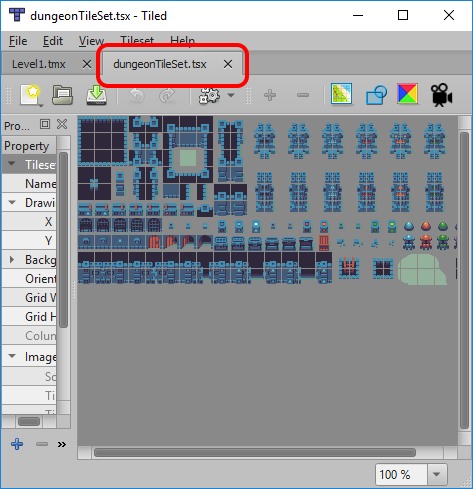 dungeonTileSet.tsx - Tiled
File Edit View Tileset Help
Level1.tmx dungeonTileSet.tsx
Pro...
Property
Tileset
Name
Drawi
X
Y
Backg
Orient
Grid W
Grid H
Colum
Image
So
Ti
Ti
100 %